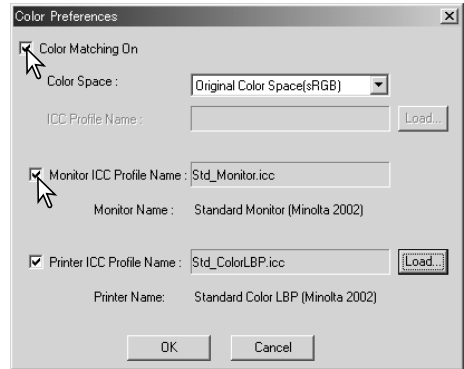 Color Preferences
Color Matching On
Color Space : Original Color Space(sRGB)
ICC Profile Name : Load...
Monitor ICC Profile Name : Std_Monitor.icc
Monitor Name : Standard Monitor (Minolta 2002)
Printer ICC Profile Name : Std_ColorLBP.icc Load...
Printer Name: Standard Color LBP (Minolta 2002)
OK Cancel